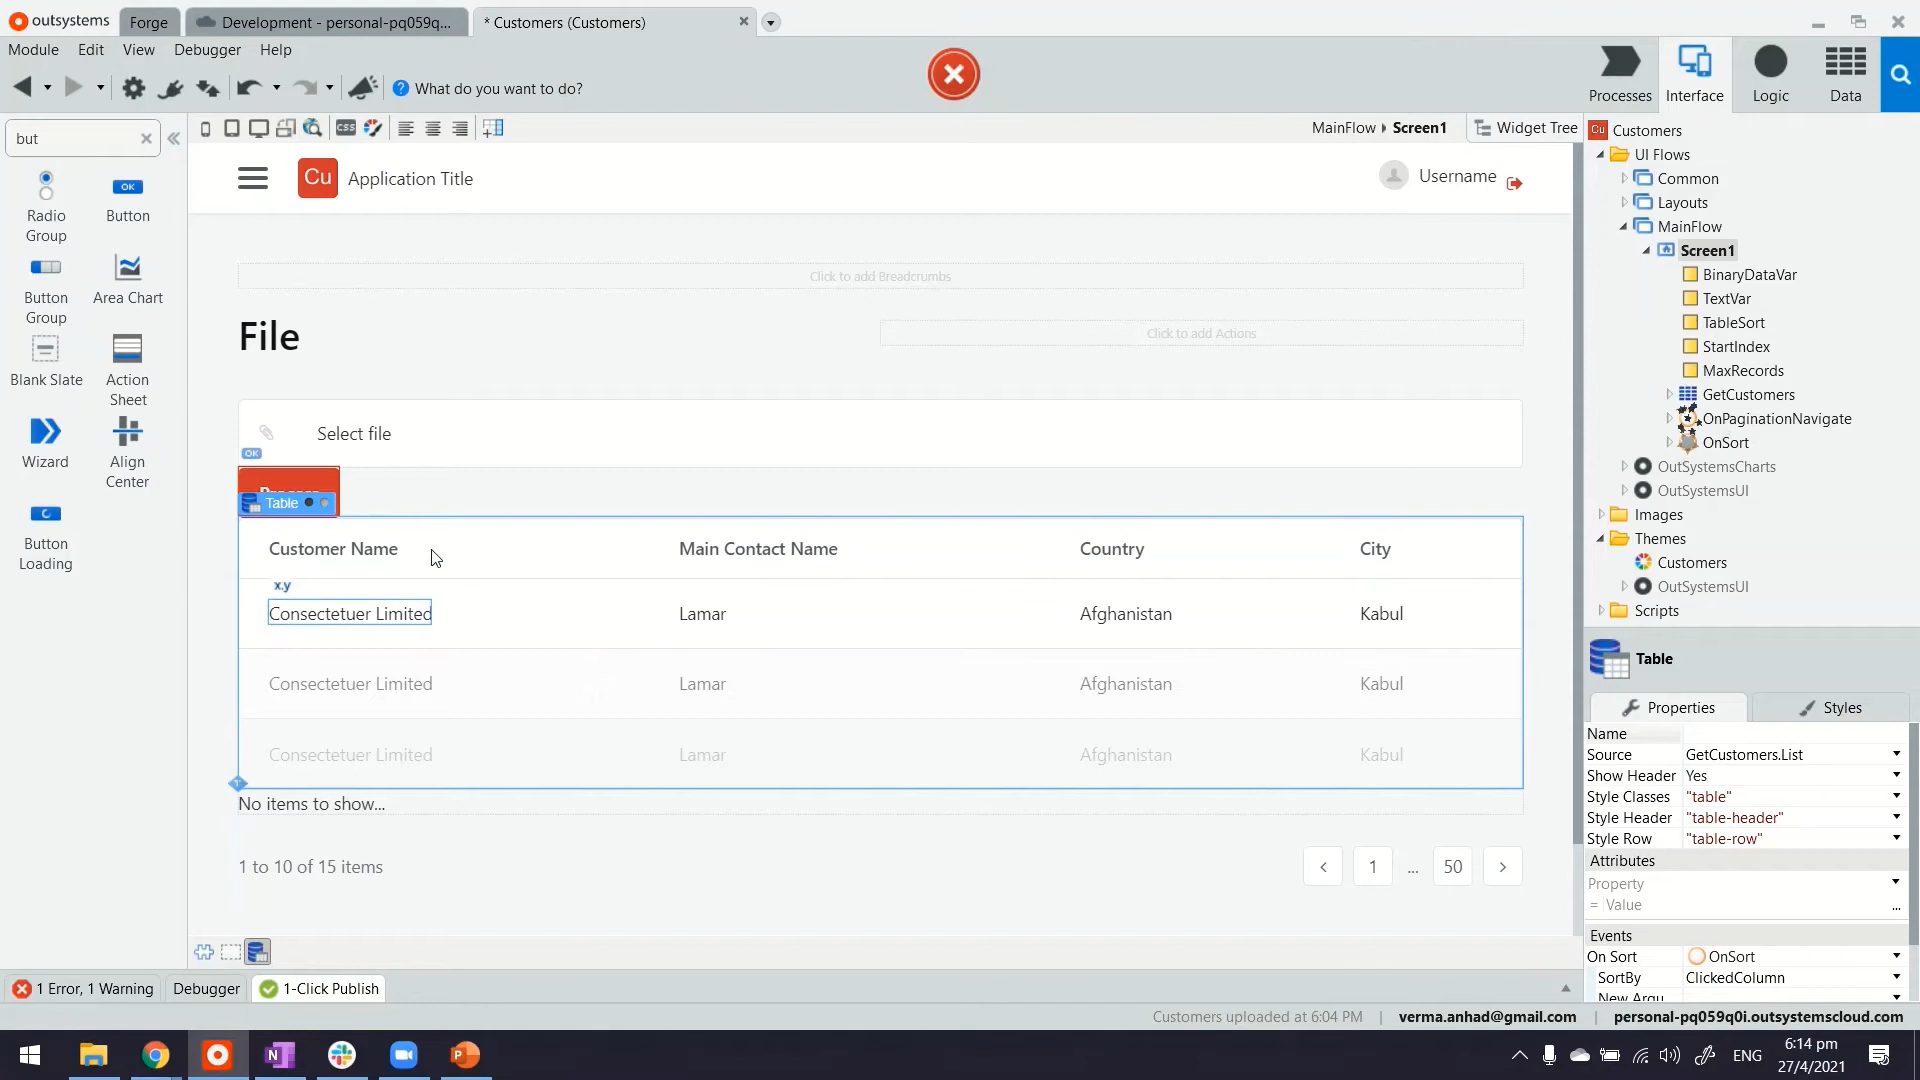 outsystems
Forge
Development - personal-pq059q...
* Customers (Customers)
Module Edit View Debugger Help
What do you want to do?
Processes
Interface
Logic
Data
but
MainFlow
Screen1
Widget Tree
Radio Group
Button
Button Group
Area Chart
Blank Slate
Action Sheet
Wizard
Align Center
Button Loading
OK
Cu Application Title
Username
Click to add Breadcrumbs
File
Click to add Actions
Select file
OK
Table
Customer Name Main Contact Name Country City
x.y
Consectetuer Limited Lamar Afghanistan Kabul
Consectetuer Limited Lamar Afghanistan Kabul
Consectetuer Limited Lamar Afghanistan Kabul
No items to show...
1 to 10 of 15 items
1 ... 50
Cu Customers
UI Flows
Common
Layouts
MainFlow
Screen1
BinaryDataVar
TextVar
TableSort
StartIndex
MaxRecords
GetCustomers
OnPaginationNavigate
OnSort
OutSystemsCharts
OutSystemsUI
Images
Themes
Customers
OutSystemsUI
Scripts
Table
Properties Styles
Name
Source GetCustomers.List
Show Header Yes
Style Classes "table"
Style Header "table-header"
Style Row "table-row"
Attributes
Property
= Value ...
Events
On Sort OnSort
SortBy ClickedColumn
1 Error, 1 Warning Debugger 1-Click Publish
Customers uploaded at 6:04 PM | verma.anhad@gmail.com | personal-pq059q0i.outsystemscloud.com
ENG
6:14 pm
27/4/2021